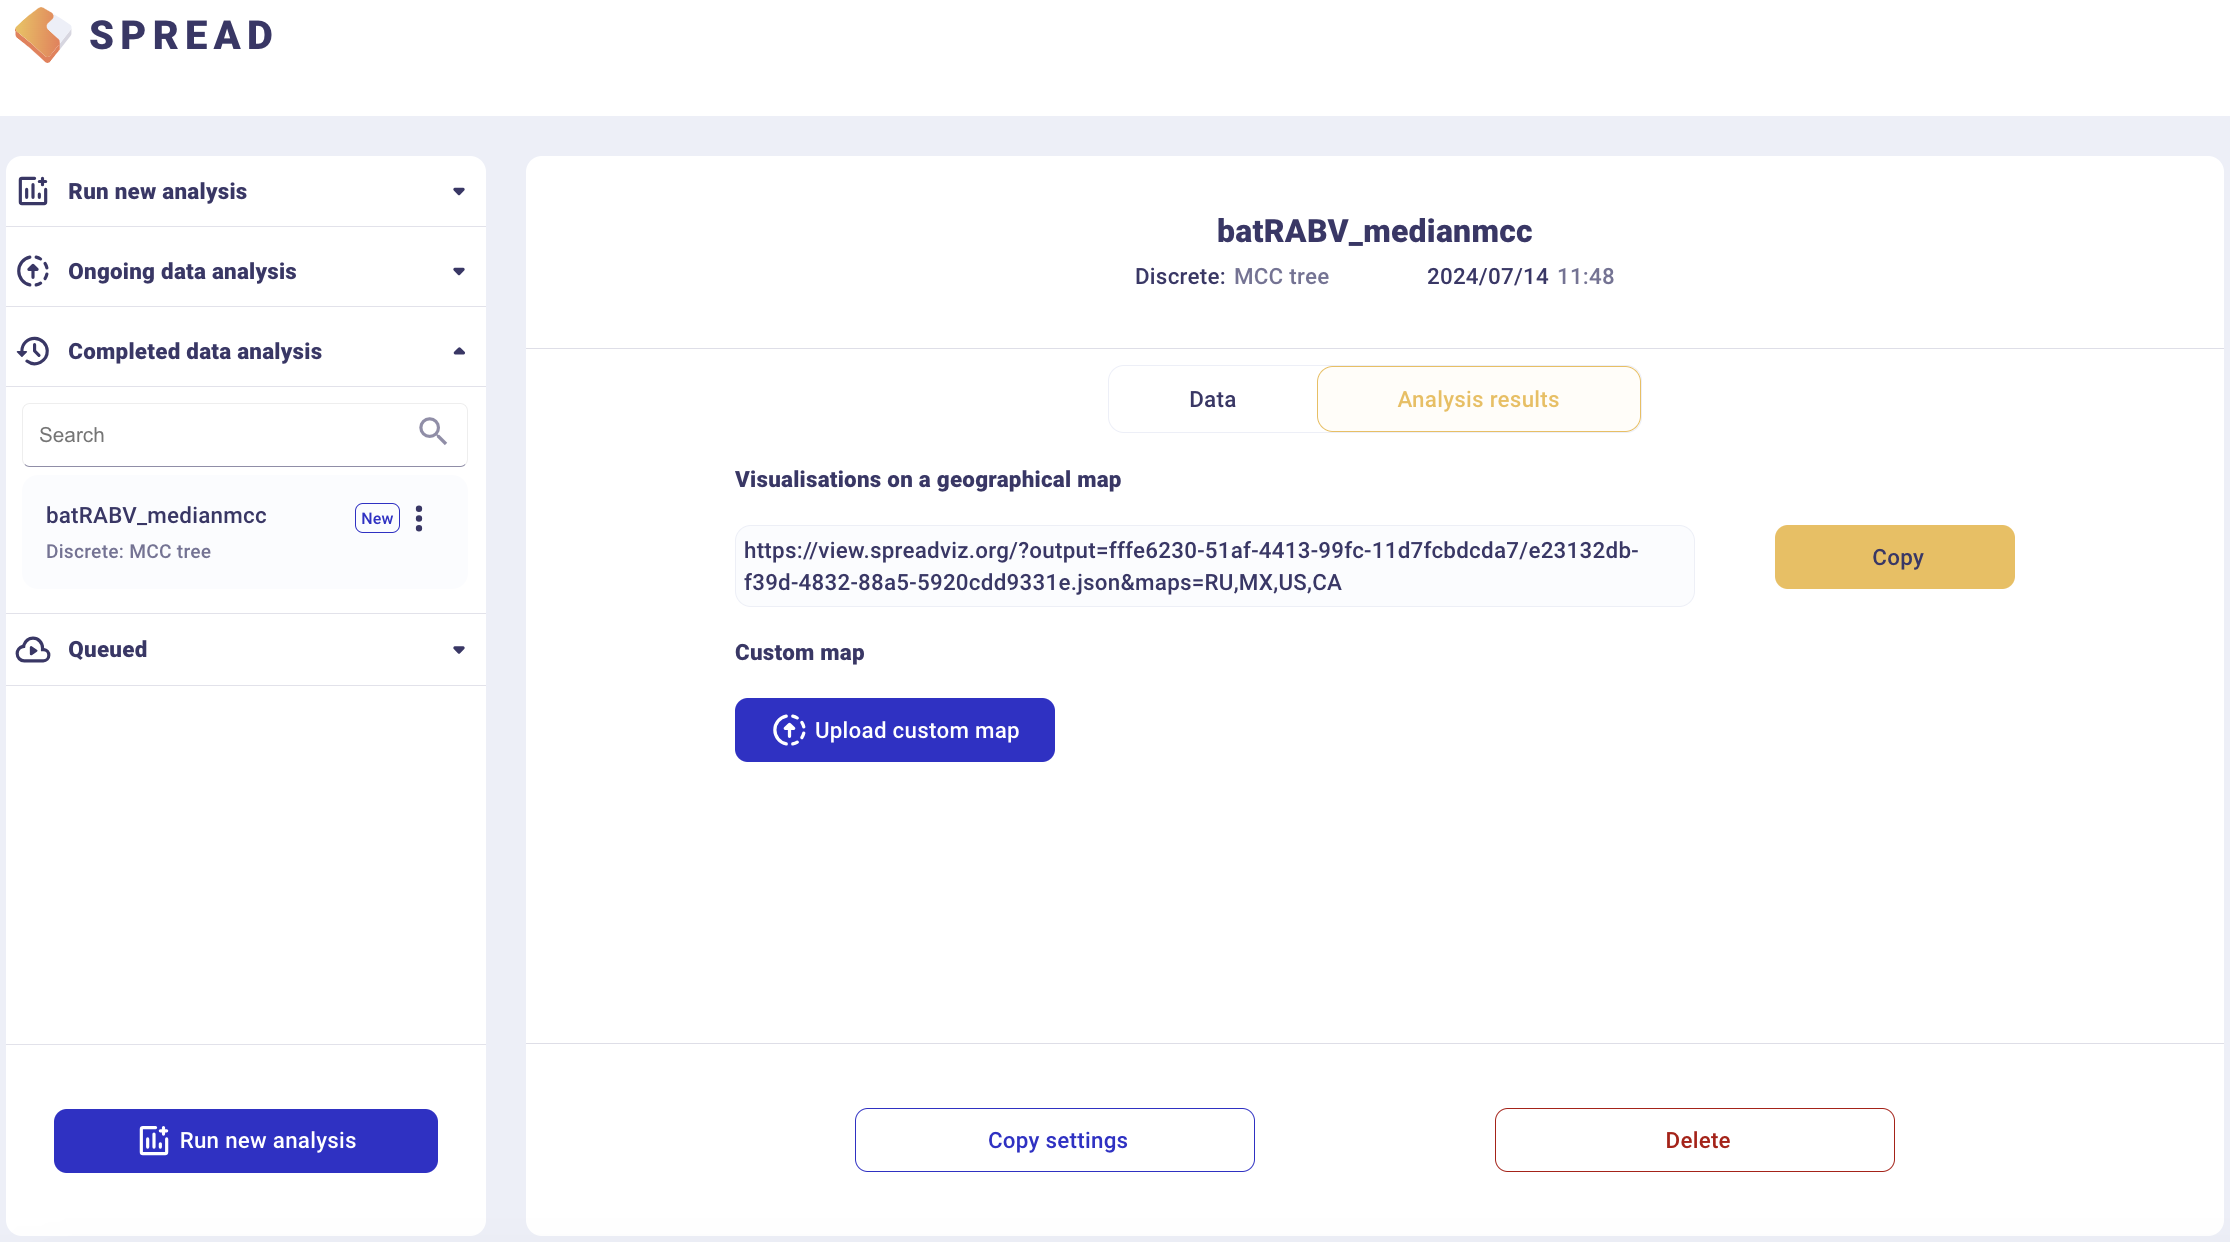 SPREAD
Run new analysis
Ongoing data analysis
Completed data analysis
Search
batRABV_medianmcc
New
Discrete: MCC tree
Queued
Run new analysis
batRABV_medianmcc
Discrete: MCC tree
2024/07/14 11:48
Data
Analysis results
Visualisations on a geographical map
https://view.spreadviz.org/?output=fffe6230-51af-4413-99fc-11d7fcbdcda7/e23132db-
f39d-4832-88a5-5920cdd9331e.json&maps=RU,MX,US,CA
Copy
Custom map
Upload custom map
Copy settings
Delete